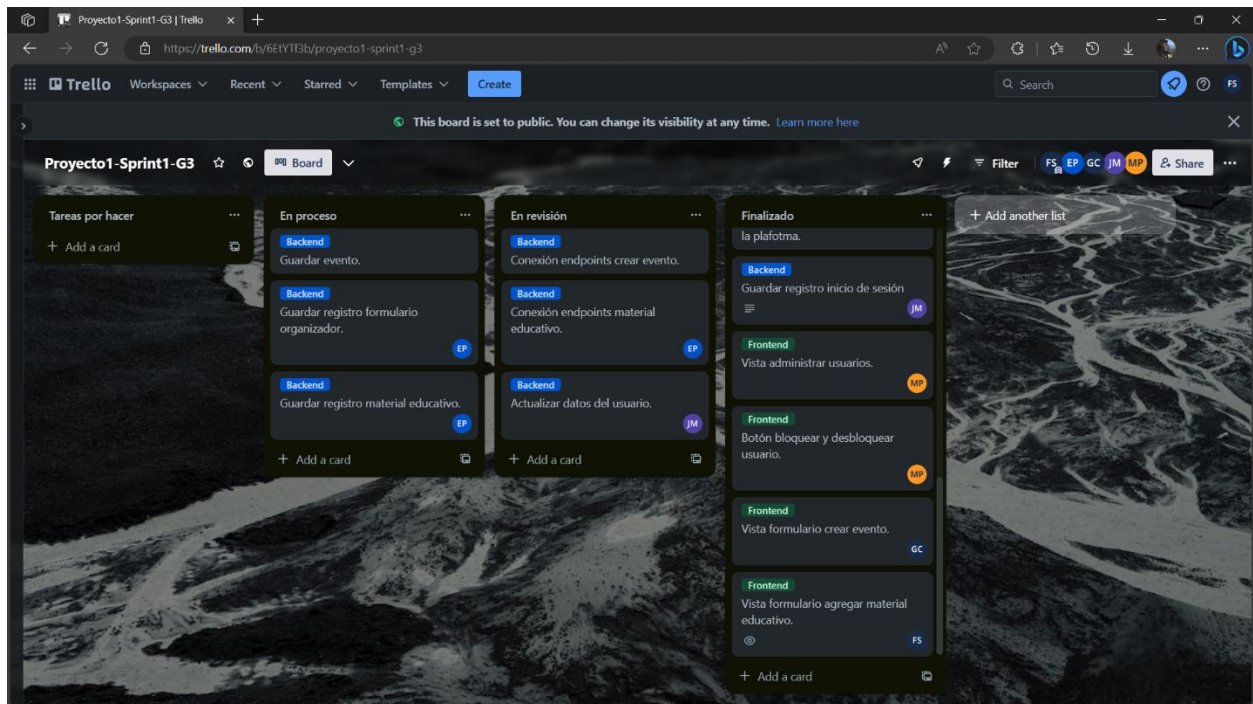 Proyecto1-Sprint1-G3 | Trello
https://trello.com/b/6EtYTf3b/proyecto1-sprint1-g3
Trello Workspaces Recent Starred Templates Create Search FS
This board is set to public. You can change its visibility at any time. Learn more here
Proyecto1-Sprint1-G3 Board Filter FS EP GC JM MP Share
Tareas por hacer
+ Add a card
En proceso
Backend
Guardar evento.
Backend
Guardar registro formulario
organizador.
EP
Backend
Guardar registro material educativo.
EP
+ Add a card
En revisión
Backend
Conexión endpoints crear evento.
Backend
Conexión endpoints material
educativo.
EP
Backend
Actualizar datos del usuario.
JM
+ Add a card
Finalizado
la plafotma.
Backend
Guardar registro inicio de sesión
JM
Frontend
Vista administrar usuarios.
MP
Frontend
Botón bloquear y desbloquear
usuario.
MP
Frontend
Vista formulario crear evento.
GC
Frontend
Vista formulario agregar material
educativo.
FS
+ Add a card
+ Add another list